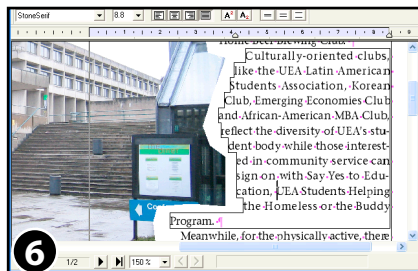 StoneSerif 8.8 A² A₂
Home Beer Brewing Club. ¶
Culturally-oriented clubs,
like the UEA Latin American
Students Association, Korean
Club, Emerging Economies Club
and African-American MBA Club,
reflect the diversity of UEA's stu-
dent body while those interest-
ed in community service can
sign on with Say Yes to Edu-
cation, UEA Students Helping
the Homeless or the Buddy
Program. ¶
Meanwhile, for the physically active, there
6
1/2 150 %